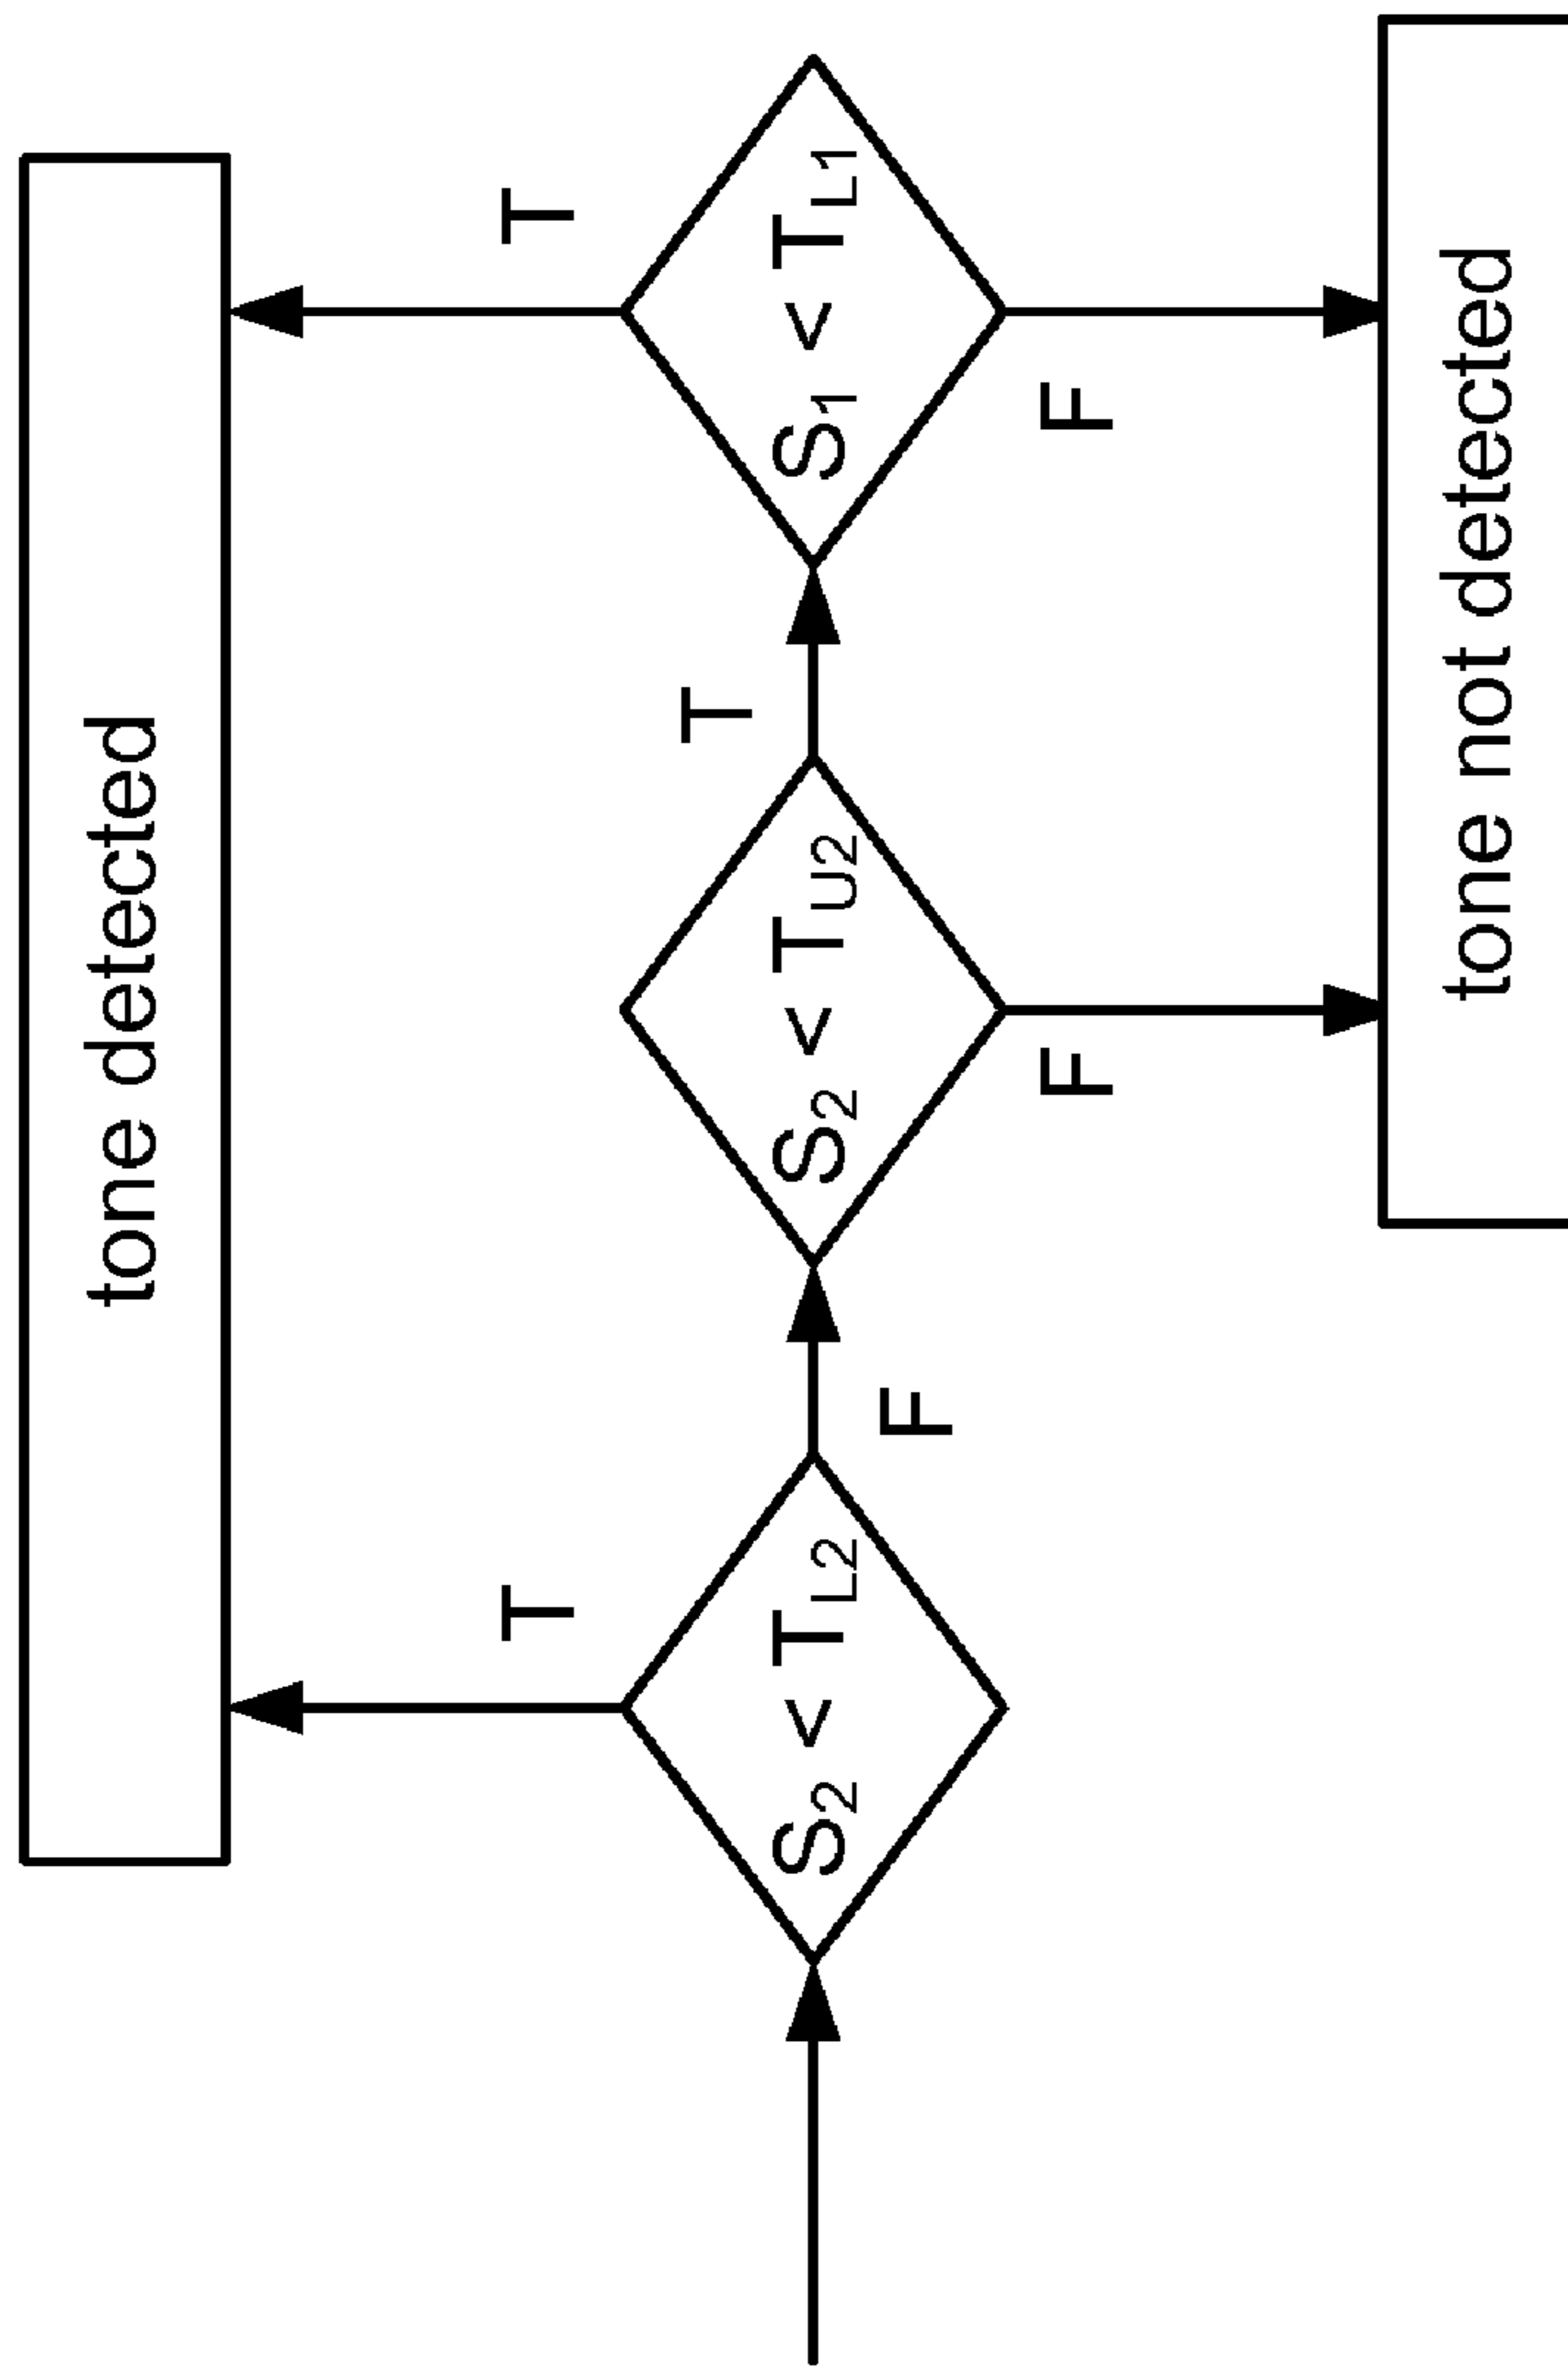 tone detected
T
T
S2 < TL2
F
S2 < TU2
T
S1 < TL1
F
F
tone not detected